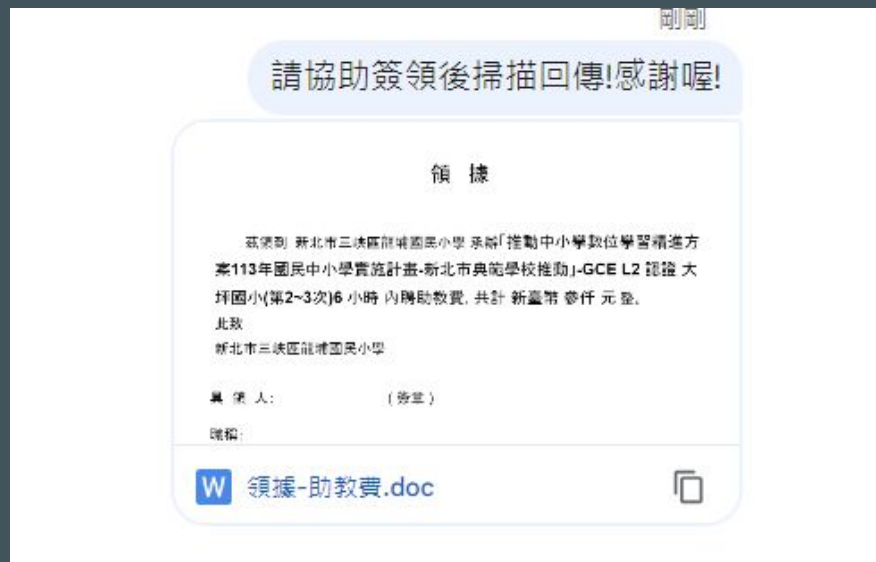 剛剛
請協助簽領後掃描回傳!感謝喔!
領 據
茲領到 新北市三峽區龍埔國民小學 承辦「推動中小學數位學習精進方
案113年國民中小學實施計畫-新北市典範學校推動」-GCE L2 認證 大
坪國小(第2~3次)6 小時 內聘助教費, 共計 新臺幣 參仟 元 整。
此致
新北市三峽區龍埔國民小學
具 領 人: (簽章)
職稱:
W 領據-助教費.doc